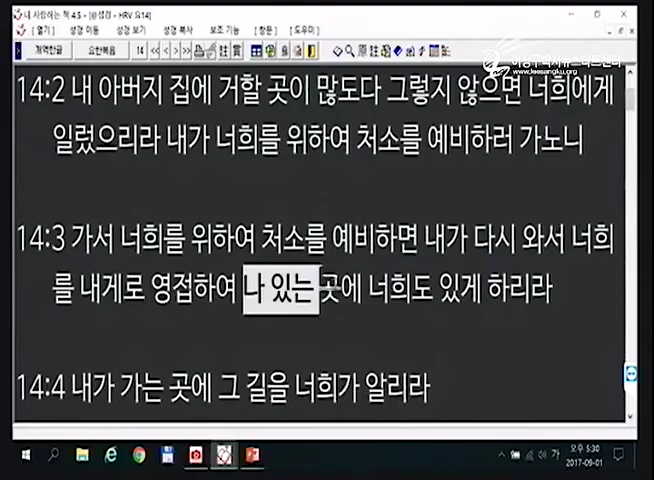 내 사랑하는 책 4.5 - [@성경 - HRV 요14]
[ 열기 ] 성경 이동 성경 보기 성경 복사 보조 기능 [ 창문 ] [ 도우미 ]
개역한글 요한복음 14
www.leesangku.org
14:2 내 아버지 집에 거할 곳이 많도다 그렇지 않으면 너희에게
일렀으리라 내가 너희를 위하여 처소를 예비하러 가노니
14:3 가서 너희를 위하여 처소를 예비하면 내가 다시 와서 너희
를 내게로 영접하여 나 있는 곳에 너희도 있게 하리라
14:4 내가 가는 곳에 그 길을 너희가 알리라
가 오후 5:30
2017-09-01